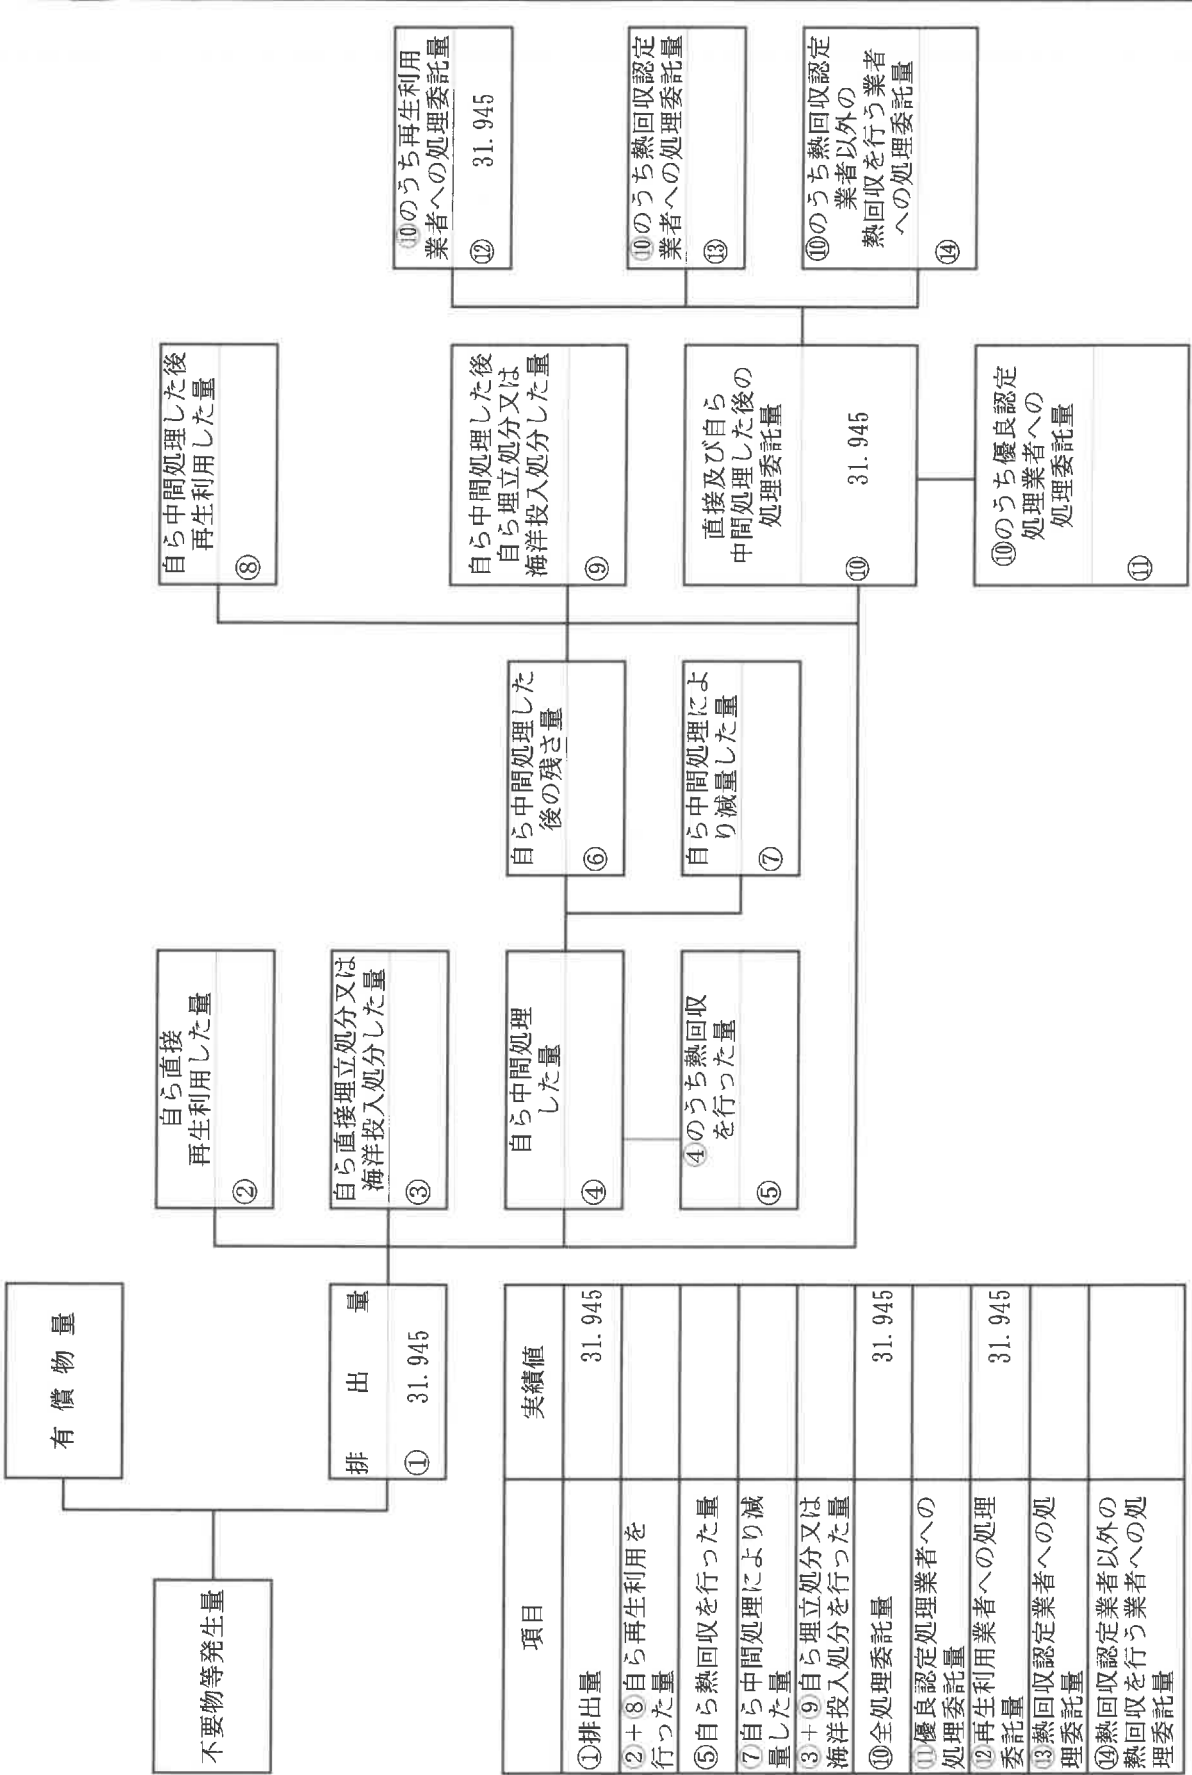 不要物等発生量
有償物量
排出量
① 31.945
自ら直接
再生利用した量
②
自ら直接埋立処分又は
海洋投入処分した量
③
自ら中間処理
した量
④
④のうち熱回収
を行った量
⑤
自ら中間処理した
後の残さ量
⑥
自ら中間処理によ
り減量した量
⑦
自ら中間処理した後
再生利用した量
⑧
自ら中間処理した後
自ら埋立処分又は
海洋投入処分した量
⑨
直接及び自ら
中間処理した後の
処理委託量
⑩ 31.945
⑩のうち優良認定
処理業者への
処理委託量
⑪
⑩のうち再生利用
業者への処理委託量
⑫ 31.945
⑩のうち熱回収認定
業者への処理委託量
⑬
⑩のうち熱回収認定
業者以外の
熱回収を行う業者
への処理委託量
⑭
項目 実績値
①排出量 31.945
②+⑧自ら再生利用を
行った量
⑤自ら熱回収を行った量
⑦自ら中間処理により減
量した量
③+⑨自ら埋立処分又は
海洋投入処分を行った量
⑩全処理委託量 31.945
⑪優良認定処理業者への
処理委託量
⑫再生利用業者への処理
委託量 31.945
⑬熱回収認定業者への処
理委託量
⑭熱回収認定業者以外の
熱回収を行う業者への処
理委託量